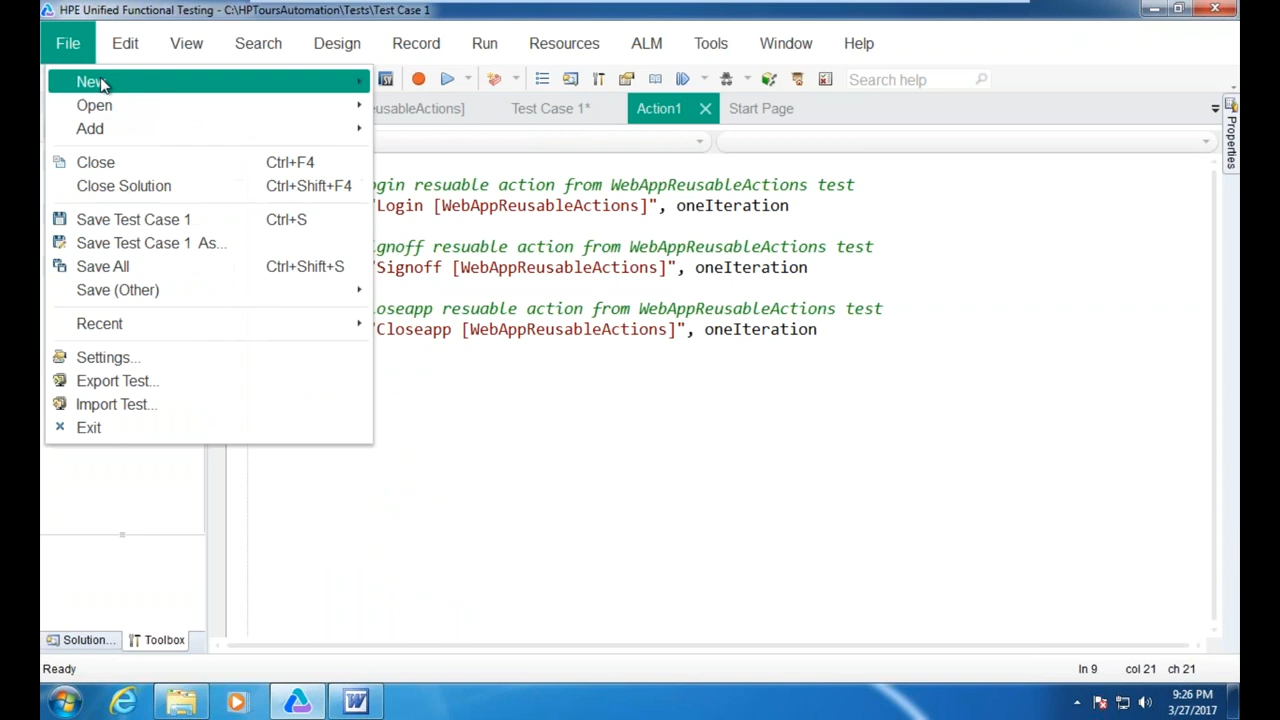 HPE Unified Functional Testing - C:\HPToursAutomation\Tests\Test Case 1
File Edit View Search Design Record Run Resources ALM Tools Window Help
New
Search help
Open
eusableActions] Test Case 1* Action1 Start Page
Add
Properties
Close Ctrl+F4
Close Solution Ctrl+Shift+F4
gin resuable action from WebAppReusableActions test
"Login [WebAppReusableActions]", oneIteration
Save Test Case 1 Ctrl+S
Save Test Case 1 As...
ignoff resuable action from WebAppReusableActions test
Save All Ctrl+Shift+S
"Signoff [WebAppReusableActions]", oneIteration
Save (Other)
loseapp resuable action from WebAppReusableActions test
Recent
"Closeapp [WebAppReusableActions]", oneIteration
Settings...
Export Test...
Import Test...
Exit
Solution... Toolbox
Ready ln 9 col 21 ch 21
9:26 PM
3/27/2017